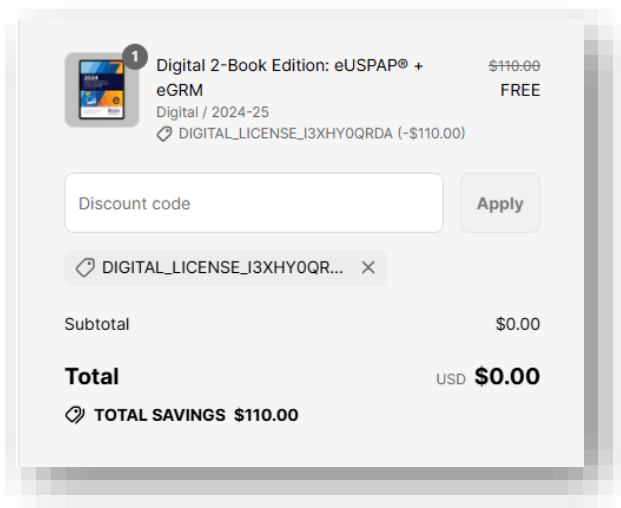 1
Digital 2-Book Edition: eUSPAP® +
eGRM
$110.00
FREE
Digital / 2024-25
DIGITAL_LICENSE_I3XHY0QRDA (-$110.00)
2024
Discount code
Apply
DIGITAL_LICENSE_I3XHY0QR...
Subtotal
$0.00
Total
USD $0.00
TOTAL SAVINGS $110.00